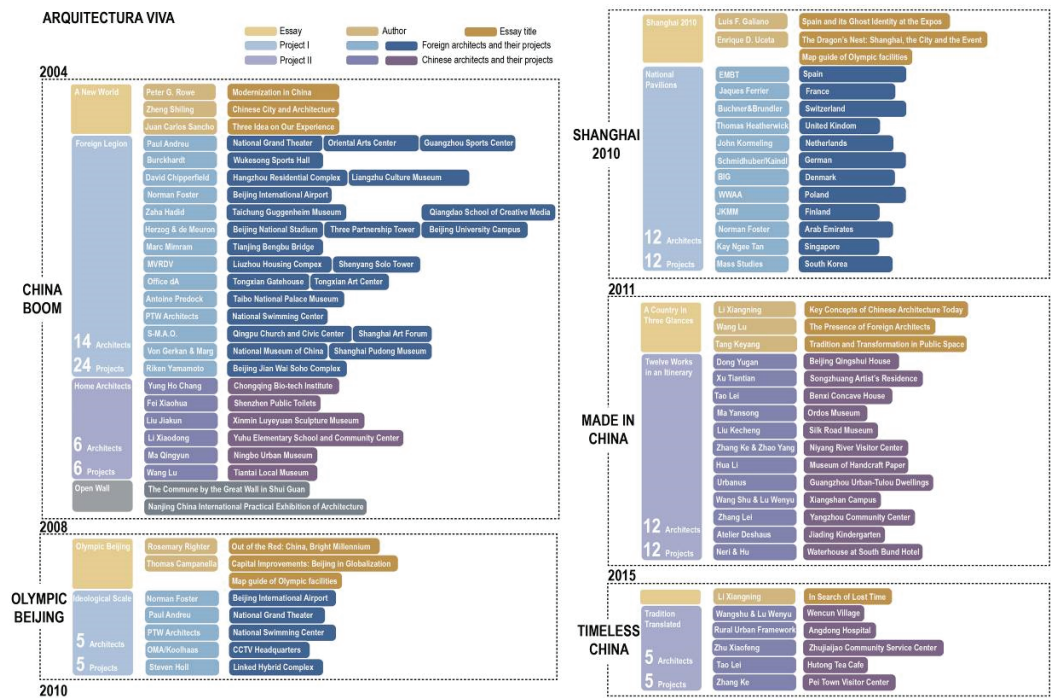 ARQUITECTURA VIVA
Essay Author Essay title
Project I Foreign architects and their projects
Project II Chinese architects and their projects
2004
CHINA BOOM
A New World
Peter G. Rowe Modernization in China
Zheng Shiling Chinese City and Architecture
Juan Carlos Sancho Three Idea on Our Experience
Foreign Legion
Paul Andreu National Grand Theater Oriental Arts Center Guangzhou Sports Center
Burckhardt Wukesong Sports Hall
David Chipperfield Hangzhou Residential Complex Liangzhu Culture Museum
Norman Foster Beijing International Airport
Zaha Hadid Taichung Guggenheim Museum Qiangdao School of Creative Media
Herzog & de Meuron Beijing National Stadium Three Partnership Tower Beijing University Campus
Marc Mimram Tianjing Bengbu Bridge
MVRDV Liuzhou Housing Compex Shenyang Solo Tower
Office dA Tongxian Gatehouse Tongxian Art Center
Antoine Predock Taibo National Palace Museum
PTW Architects National Swimming Center
S-M.A.O. Qingpu Church and Civic Center Shanghai Art Forum
Von Gerkan & Marg National Museum of China Shanghai Pudong Museum
Riken Yamamoto Beijing Jian Wai Soho Complex
14 Architects
24 Projects
Home Architects
Yung Ho Chang Chongqing Bio-tech Institute
Fei Xiaohua Shenzhen Public Toilets
Liu Jiakun Xinmin Luyeyuan Sculpture Museum
Li Xiaodong Yuhu Elementary School and Community Center
Ma Qingyun Ningbo Urban Museum
Wang Lu Tiantai Local Museum
6 Architects
6 Projects
Open Wall
The Commune by the Great Wall in Shui Guan
Nanjing China International Practical Exhibition of Architecture
2008
OLYMPIC BEIJING
Olympic Beijing
Rosemary Righter Out of the Red: China, Bright Millennium
Thomas Campanella Capital Improvements: Beijing in Globalization
Map guide of Olympic facilities
Ideological Scale
Norman Foster Beijing International Airport
Paul Andreu National Grand Theater
PTW Architects National Swimming Center
OMA/Koolhaas CCTV Headquarters
Steven Holl Linked Hybrid Complex
5 Architects
5 Projects
2010
SHANGHAI 2010
Shanghai 2010
Luis F. Galiano Spain and its Ghost Identity at the Expos
Enrique D. Ucata The Dragon's Nest: Shanghai, the City and the Event
Map guide of Olympic facilities
National Pavilions
EMBT Spain
Jaques Ferrier France
Buchner&Brundler Switzerland
Thomas Heatherwick United Kindom
John Kormeling Netherlands
Schmidhuber/Kaindl German
BIG Denmark
WWAA Poland
JKMM Finland
Norman Foster Arab Emirates
Kay Ngee Tan Singapore
Mass Studies South Korea
12 Architects
12 Projects
2011
MADE IN CHINA
A Country in Three Glances
Li Xiangning Key Concepts of Chinese Architecture Today
Wang Lu The Presence of Foreign Architects
Tang Keyang Tradition and Transformation in Public Space
Twelve Works in an Itinerary
Dong Yugan Beijing Qingshui House
Xu Tiantian Songzhuang Artist's Residence
Tao Lei Benxi Concave House
Ma Yansong Ordos Museum
Liu Kecheng Silk Road Museum
Zhang Ke & Zhao Yang Niyang River Visitor Center
Hua Li Museum of Handcraft Paper
Urbanus Guangzhou Urban-Tulou Dwellings
Wang Shu & Lu Wenyu Xiangshan Campus
Zhang Lei Yangzhou Community Center
Atelier Deshaus Jiading Kindergarten
Neri & Hu Waterhouse at South Bund Hotel
12 Architects
12 Projects
2015
TIMELESS CHINA
Li Xiangning In Search of Lost Time
Tradition Translated
Wangshu & Lu Wenyu Wencun Village
Rural Urban Framework Angdong Hospital
Zhu Xiaofeng Zhujiajiao Community Service Center
Tao Lei Hutong Tea Cafe
Zhang Ke Pei Town Visitor Center
5 Architects
5 Projects